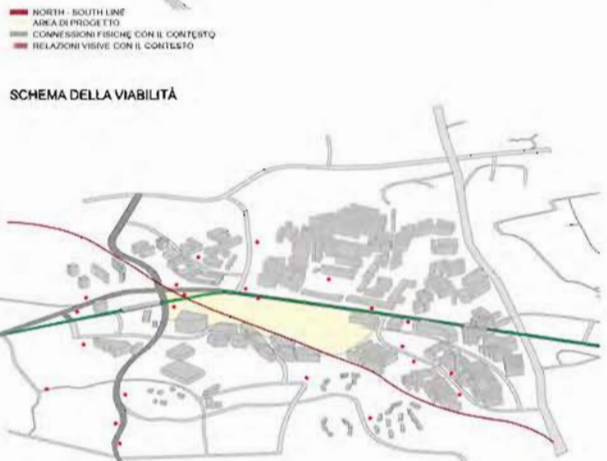 NORTH - SOUTH LINE
AREA DI PROGETTO
CONNESSIONI FISICHE CON IL CONTESTO
RELAZIONI VISIVE CON IL CONTESTO
SCHEMA DELLA VIABILITÀ